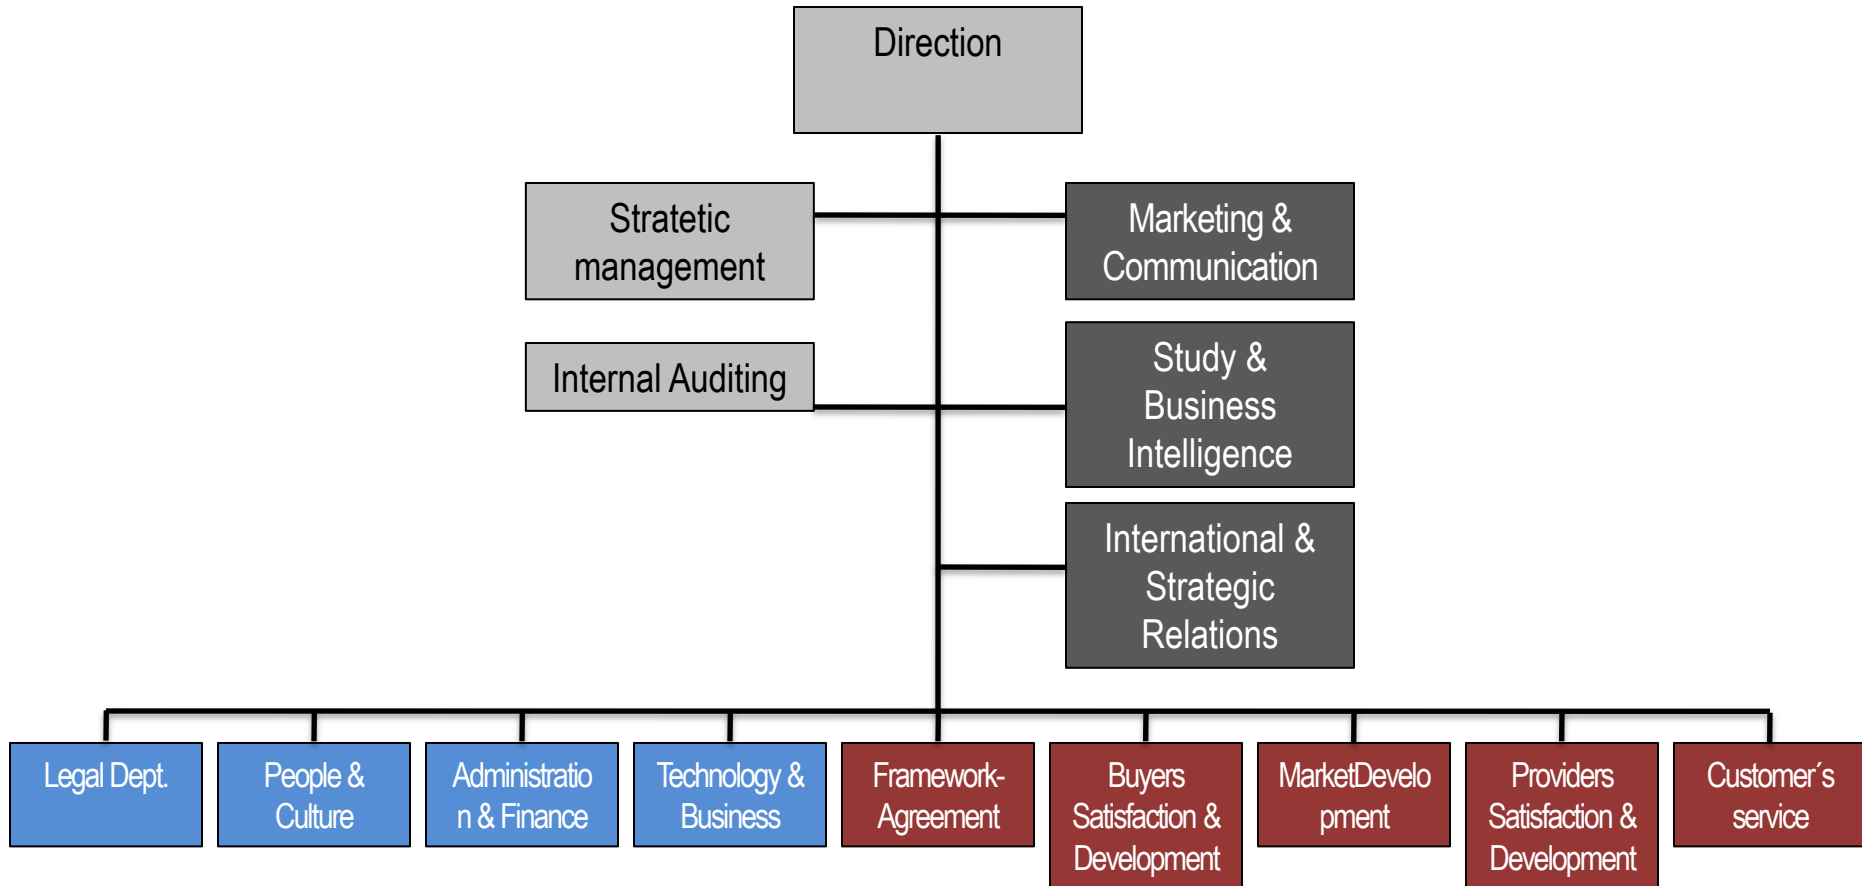 Direction
Stratetic
management
Marketing &
Communication
Internal Auditing
Study &
Business
Intelligence
International &
Strategic
Relations
Legal Dept.
People &
Culture
Administratio
n & Finance
Technology &
Business
Framework-
Agreement
Buyers
Satisfaction &
Development
MarketDevelo
pment
Providers
Satisfaction &
Development
Customer´s
service